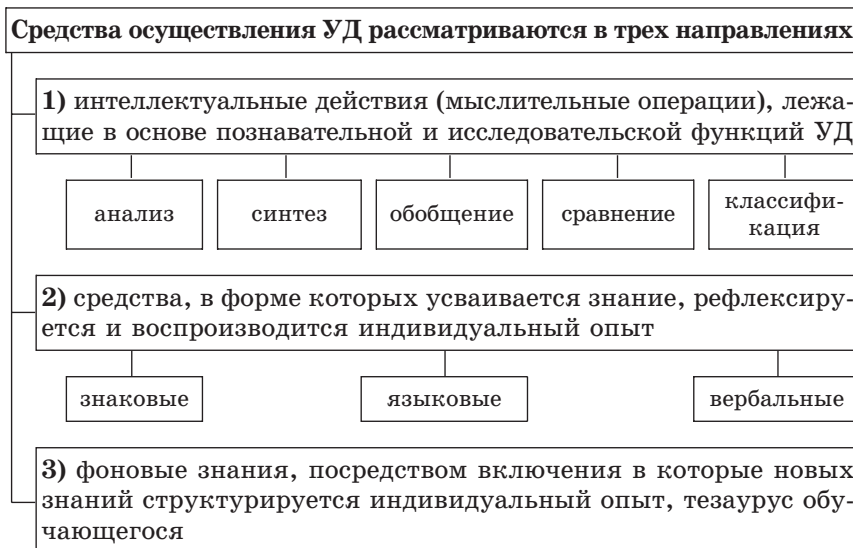 Средства осуществления УД рассматриваются в трех направлениях
1) интеллектуальные действия (мыслительные операции), лежа-
щие в основе познавательной и исследовательской функций УД
анализ синтез обобщение сравнение классифи-
кация
2) средства, в форме которых усваивается знание, рефлексиру-
ется и воспроизводится индивидуальный опыт
знаковые языковые вербальные
3) фоновые знания, посредством включения в которые новых
знаний структурируется индивидуальный опыт, тезаурус обу-
чающегося